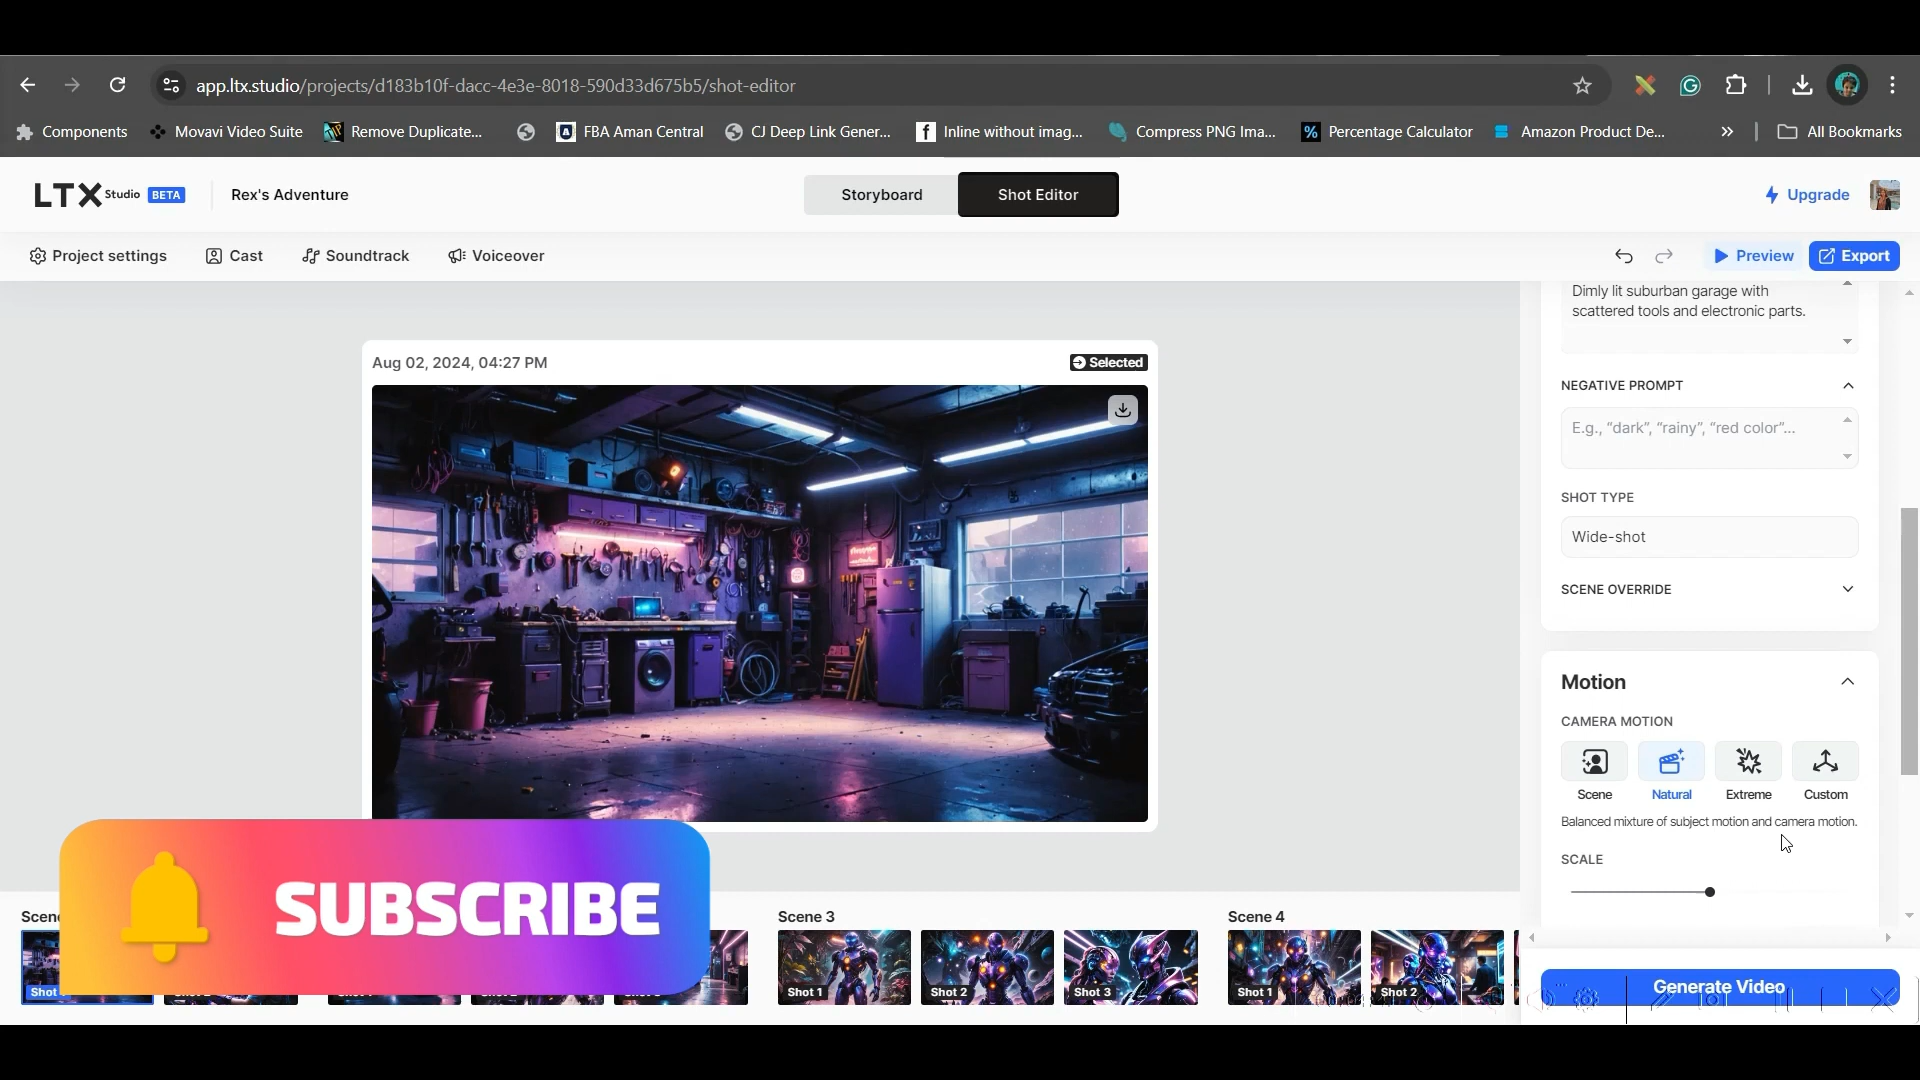 app.ltx.studio/projects/d183b10f-dacc-4e3e-8018-590d33d675b5/shot-editor
Components
Movavi Video Suite
Remove Duplicate...
FBA Aman Central
CJ Deep Link Gener...
Inline without imag...
Compress PNG Ima...
Percentage Calculator
Amazon Product De...
All Bookmarks
LTX Studio BETA
Rex's Adventure
Storyboard
Shot Editor
Upgrade
Project settings
Cast
Soundtrack
Voiceover
Preview
Export
Aug 02, 2024, 04:27 PM
Selected
Dimly lit suburban garage with
scattered tools and electronic parts.
NEGATIVE PROMPT
E.g., “dark”, “rainy”, “red color”...
SHOT TYPE
Wide-shot
SCENE OVERRIDE
Motion
CAMERA MOTION
Scene
Natural
Extreme
Custom
Balanced mixture of subject motion and camera motion.
SCALE
SUBSCRIBE
Scene 3
Scene 4
Shot
Shot 1
Shot 2
Shot 3
Shot 1
Shot 2
Generate Video